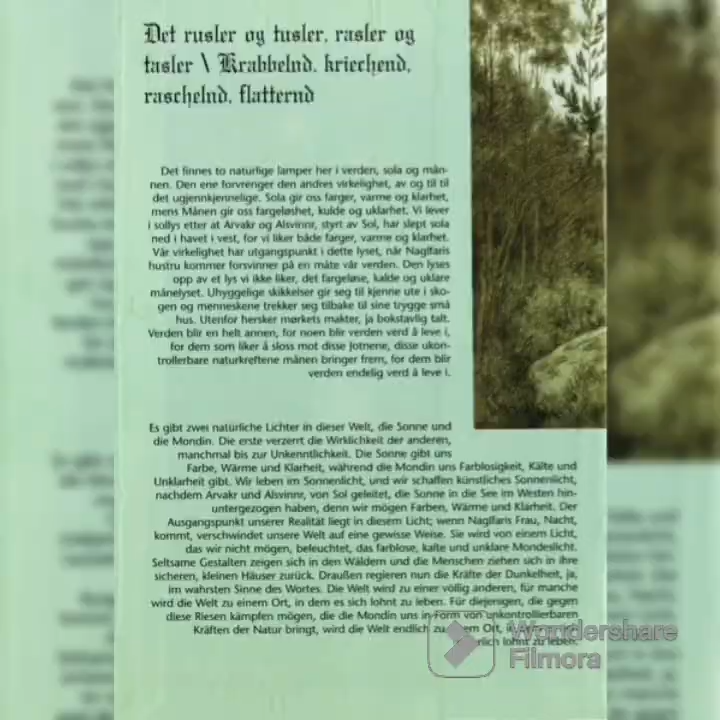 Det rusler og tusler, rasler og
tasler \ Krabbelnd, kriechend,
raschelnd, flatternd
Det finnes to naturlige lamper her i verden, sola og må-
nen. Den ene forvrenger den andres virkelighet, av og til til
det ugjennkjennelige. Sola gir oss farger, varme og klarhet,
mens Månen gir oss fargeløshet, kulde og uklarhet. Vi lever
i sollys etter at Arvakr og Alsvinnr, styrt av Sol, har slept sola
ned i havet i vest, for vi liker både farger, varme og klarhet.
Vår virkelighet har utgangspunkt i dette lyset, når Naglfaris
hustru kommer forsvinner på en måte vår verden. Den lyses
opp av et lys vi ikke liker, det fargeløse, kalde og uklare
månelyset. Uhyggelige skikkelser gir seg til kjenne ute i sko-
gen og menneskene trekker seg tilbake til sine trygge små
hus. Utenfor hersker mørkets makter, ja bokstavlig talt.
Verden blir en helt annen, for noen blir verden verd å leve i,
for dem som liker å sloss mot disse Jotnene, disse ukon-
trollerbare naturkreftene månen bringer frem, for dem blir
verden endelig verd å leve i.
Es gibt zwei natürliche Lichter in dieser Welt, die Sonne und
die Mondin. Die erste verzerrt die Wirklichkeit der anderen,
manchmal bis zur Unkenntlichkeit. Die Sonne gibt uns
Farbe, Wärme und Klarheit, während die Mondin uns Farblosigkeit, Kälte und
Unklarheit gibt. Wir leben im Sonnenlicht, und wir schaffen künstliches Sonnenlicht,
nachdem Arvakr und Alsvinnr, von Sol geleitet, die Sonne in die See im Westen hin-
untergezogen haben, denn wir mögen Farben, Wärme und Klarheit. Der
Ausgangspunkt unserer Realität liegt in diesem Licht; wenn Naglfaris Frau, Nacht,
kommt, verschwindet unsere Welt auf eine gewisse Weise. Sie wird von einem Licht,
das wir nicht mögen, befeuchtet, das farblose, kalte und unklare Mondeslicht.
Seltsame Gestalten zeigen sich in den Wäldern und die Menschen ziehen sich in ihre
sicheren, kleinen Häuser zurück. Draußen regieren nun die Kräfte der Dunkelheit, ja,
im wahrsten Sinne des Wortes. Die Welt wird zu einer völlig anderen, für manche
wird die Welt zu einem Ort, in dem es sich lohnt zu leben. Für diejenigen, die gegen
diese Riesen kämpfen mögen, die die Mondin uns in Form von unkontrollierbaren
Kräften der Natur bringt, wird die Welt endlich zu Ort,
lohnt zu leben.
Wondershare
Filmora